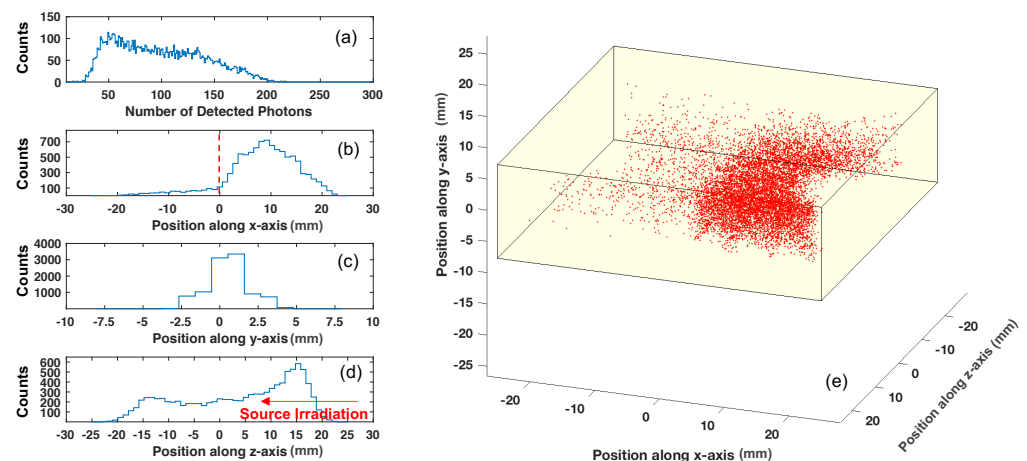 150
100
50
0
Counts
(a)
50 100 150 200 250 300
Number of Detected Photons
700
500
300
100
Counts
(b)
-30 -20 -10 0 10 20 30
Position along x-axis (mm)
4000
3000
2000
1000
Counts
(c)
-10 -7.5 -5 -2.5 0 2.5 5 7.5 10
Position along y-axis (mm)
600
500
400
300
200
100
Counts
(d)
Source Irradiation
-30 -25 -20 -15 -10 -5 0 5 10 15 20 25 30
Position along z-axis (mm)
25
20
15
10
5
0
-5
-10
-15
-20
-25
Position along y-axis (mm)
-20 -10 0 10 20
Position along x-axis (mm)
(e)
-20
-10
0
10
20
Position along z-axis (mm)